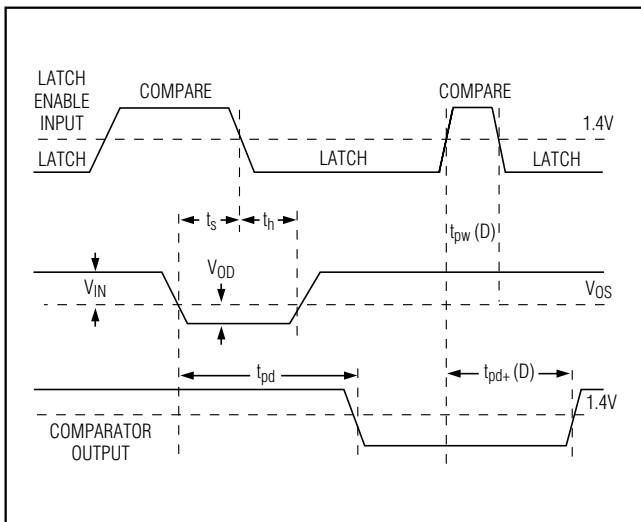 LATCH
ENABLE
INPUT
COMPARE
COMPARE
1.4V
LATCH
LATCH
LATCH
ts
th
tpw (D)
VIN
VOD
VOS
tpd
tpd+ (D)
1.4V
COMPARATOR
OUTPUT